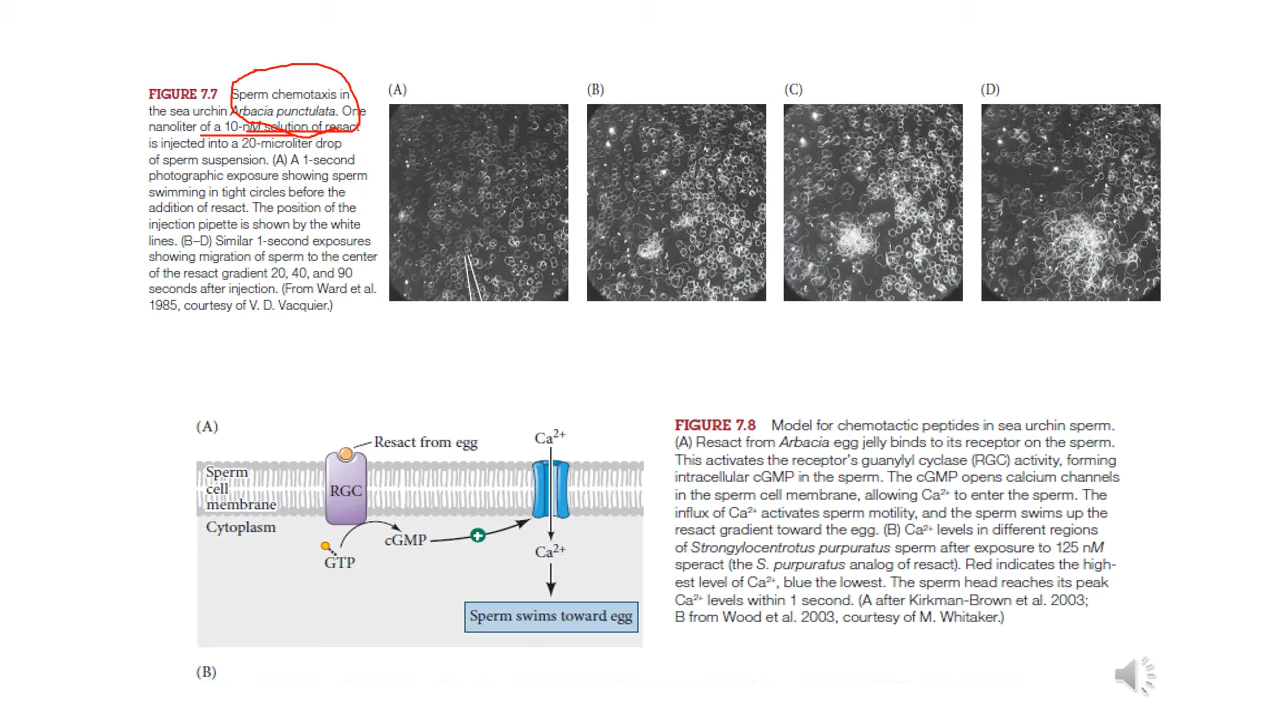 FIGURE 7.7 Sperm chemotaxis in
the sea urchin Arbacia punctulata. One
nanoliter of a 10-nM solution of resact
is injected into a 20-microliter drop
of sperm suspension. (A) A 1-second
photographic exposure showing sperm
swimming in tight circles before the
addition of resact. The position of the
injection pipette is shown by the white
lines. (B–D) Similar 1-second exposures
showing migration of sperm to the center
of the resact gradient 20, 40, and 90
seconds after injection. (From Ward et al.
1985, courtesy of V. D. Vacquier.)
(A)
(B)
(C)
(D)
(A)
Resact from egg
Ca²⁺
Sperm
cell
membrane
RGC
Cytoplasm
cGMP
GTP
Ca²⁺
Sperm swims toward egg
(B)
FIGURE 7.8 Model for chemotactic peptides in sea urchin sperm.
(A) Resact from Arbacia egg jelly binds to its receptor on the sperm.
This activates the receptor's guanylyl cyclase (RGC) activity, forming
intracellular cGMP in the sperm. The cGMP opens calcium channels
in the sperm cell membrane, allowing Ca²⁺ to enter the sperm. The
influx of Ca²⁺ activates sperm motility, and the sperm swims up the
resact gradient toward the egg. (B) Ca²⁺ levels in different regions
of Strongylocentrotus purpuratus sperm after exposure to 125 nM
speract (the S. purpuratus analog of resact). Red indicates the high-
est level of Ca²⁺, blue the lowest. The sperm head reaches its peak
Ca²⁺ levels within 1 second. (A after Kirkman-Brown et al. 2003;
B from Wood et al. 2003, courtesy of M. Whitaker.)